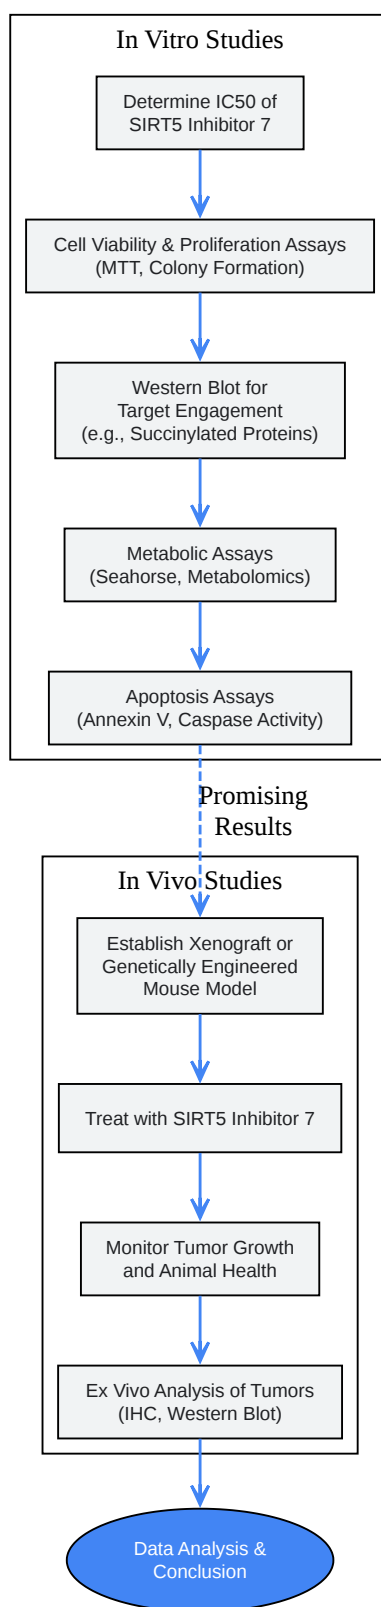 In Vitro Studies
Determine IC50 of
SIRT5 Inhibitor 7
Cell Viability & Proliferation Assays
(MTT, Colony Formation)
Western Blot for
Target Engagement
(e.g., Succinylated Proteins)
Metabolic Assays
(Seahorse, Metabolomics)
Apoptosis Assays
(Annexin V, Caspase Activity)
Promising
Results
In Vivo Studies
Establish Xenograft or
Genetically Engineered
Mouse Model
Treat with SIRT5 Inhibitor 7
Monitor Tumor Growth
and Animal Health
Ex Vivo Analysis of Tumors
(IHC, Western Blot)
Data Analysis &
Conclusion